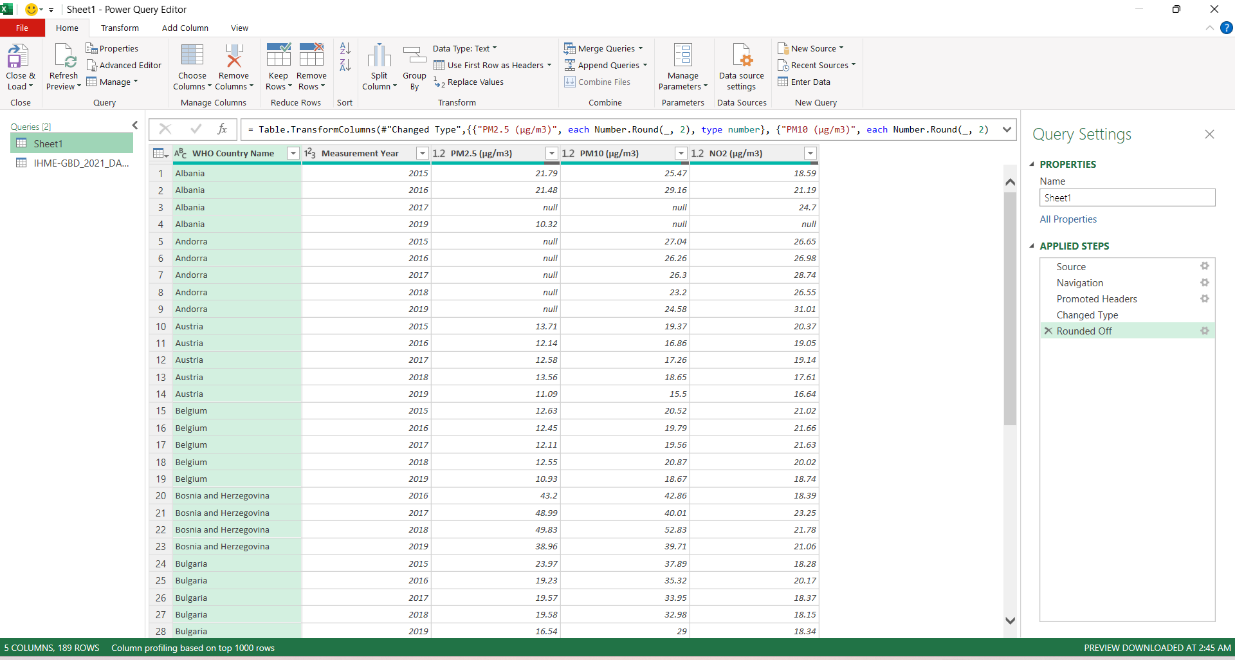 Sheet1 - Power Query Editor
File Home Transform Add Column View
Close & Load
Refresh Preview
Properties
Advanced Editor
Manage
Choose Columns
Remove Columns
Keep Rows
Remove Rows
Split Column
Group By
Data Type: Text
Use First Row as Headers
Replace Values
Merge Queries
Append Queries
Combine Files
Manage Parameters
Data source settings
New Source
Recent Sources
Enter Data
Close Query Manage Columns Reduce Rows Sort Transform Combine Parameters Data Sources New Query
Queries [2]
Sheet1
IHME-GBD_2021_DA...
fx = Table.TransformColumns(#"Changed Type",{{"PM2.5 (μg/m3)", each Number.Round(_, 2), type number}, {"PM10 (μg/m3)", each Number.Round(_, 2)
ABC WHO Country Name 123 Measurement Year 1.2 PM2.5 (μg/m3) 1.2 PM10 (μg/m3) 1.2 NO2 (μg/m3)
1 Albania 2015 21.79 25.47 18.59
2 Albania 2016 21.48 29.16 21.19
3 Albania 2017 null null 24.7
4 Albania 2019 10.32 null null
5 Andorra 2015 null 27.04 26.65
6 Andorra 2016 null 26.26 26.98
7 Andorra 2017 null 26.3 28.74
8 Andorra 2018 null 23.2 26.55
9 Andorra 2019 null 24.58 31.01
10 Austria 2015 13.71 19.37 20.37
11 Austria 2016 12.14 16.86 19.05
12 Austria 2017 12.58 17.26 19.14
13 Austria 2018 13.56 18.65 17.61
14 Austria 2019 11.09 15.5 16.64
15 Belgium 2015 12.63 20.52 21.02
16 Belgium 2016 12.45 19.79 21.66
17 Belgium 2017 12.11 19.56 21.63
18 Belgium 2018 12.55 20.87 20.02
19 Belgium 2019 10.93 18.67 18.74
20 Bosnia and Herzegovina 2016 43.2 42.86 18.39
21 Bosnia and Herzegovina 2017 48.99 40.01 23.25
22 Bosnia and Herzegovina 2018 49.83 52.83 21.78
23 Bosnia and Herzegovina 2019 38.96 39.71 21.06
24 Bulgaria 2015 23.97 37.89 18.28
25 Bulgaria 2016 19.23 35.32 20.17
26 Bulgaria 2017 19.57 33.95 18.37
27 Bulgaria 2018 19.58 32.98 18.15
28 Bulgaria 2019 16.54 29 18.34
Query Settings
PROPERTIES
Name
Sheet1
All Properties
APPLIED STEPS
Source
Navigation
Promoted Headers
Changed Type
Rounded Off
5 COLUMNS, 189 ROWS Column profiling based on top 1000 rows PREVIEW DOWNLOADED AT 2:45 AM